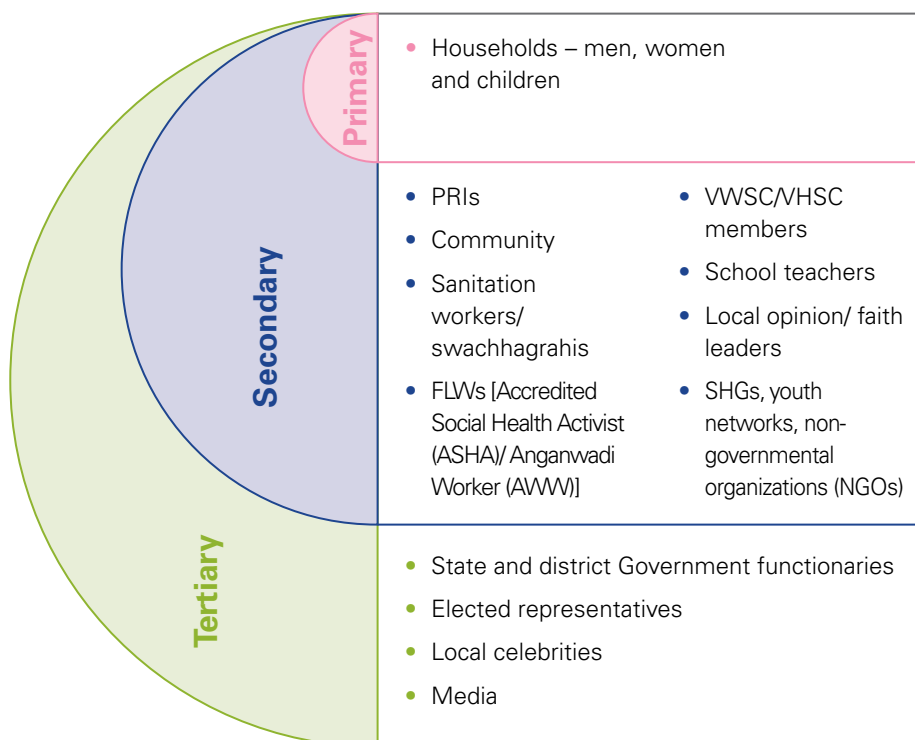 Primary
• Households – men, women
and children
Secondary
• PRIs
• Community
• Sanitation
workers/
swachhagrahis
• FLWs [Accredited
Social Health Activist
(ASHA)/ Anganwadi
Worker (AWW)]
• VWSC/VHSC
members
• School teachers
• Local opinion/ faith
leaders
• SHGs, youth
networks, non-
governmental
organizations (NGOs)
Tertiary
• State and district Government functionaries
• Elected representatives
• Local celebrities
• Media